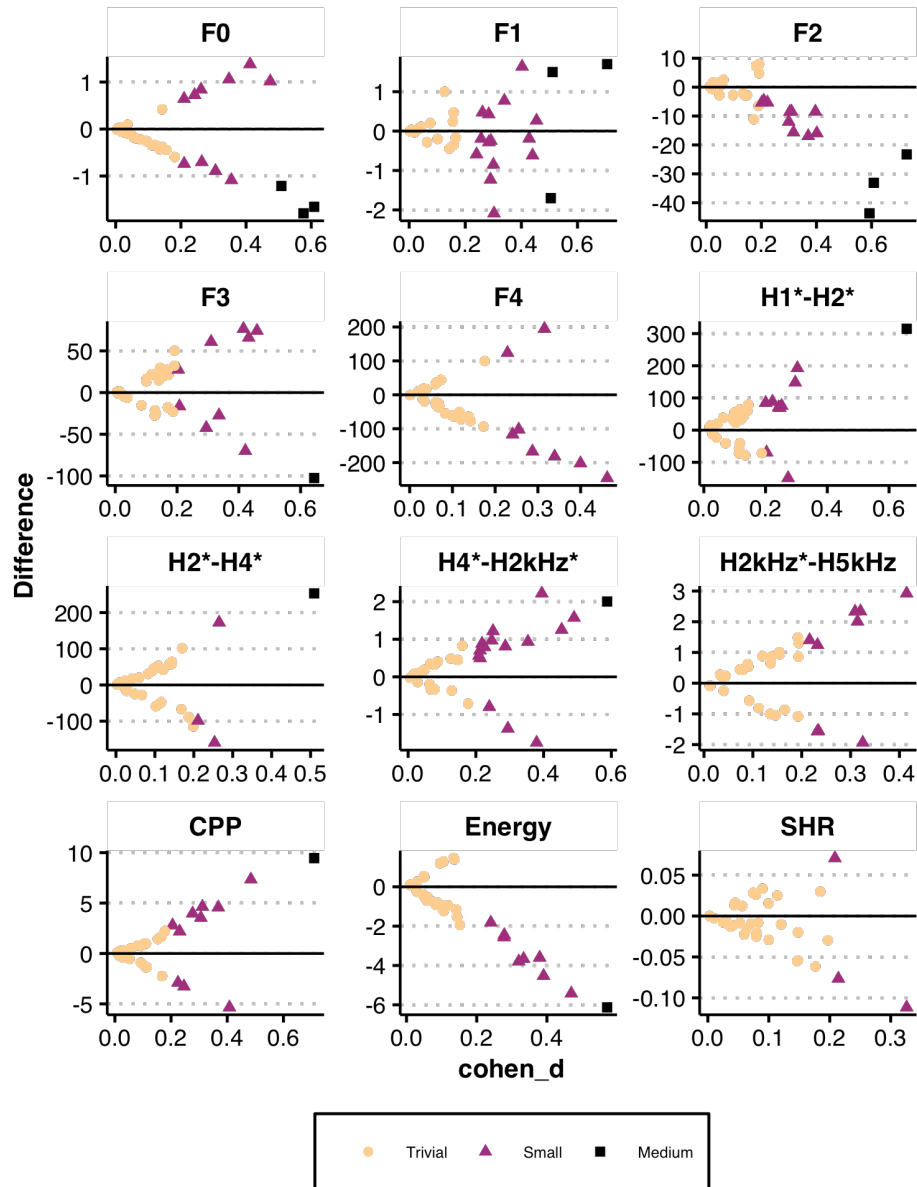 F0 F1 F2
1 1 10
0 0 0
-1 -1 -10
-2 -20
-30
-40
0.0 0.2 0.4 0.6 0.0 0.2 0.4 0.6 0.0 0.2 0.4 0.6
F3 F4 H1*-H2*
50 200 300
0 100 200
-50 0 100
-100 -100 0
-200 -100
0.0 0.2 0.4 0.6 0.0 0.1 0.2 0.3 0.4 0.0 0.2 0.4 0.6
Difference
H2*-H4* H4*-H2kHz* H2kHz*-H5kHz
200 2 3
100 1 2
0 0 1
-100 -1 0
-1
-2
0.0 0.1 0.2 0.3 0.4 0.5 0.0 0.2 0.4 0.6 0.0 0.1 0.2 0.3 0.4
CPP Energy SHR
10 0 0.05
5 -2 0.00
0 -4 -0.05
-5 -6 -0.10
0.0 0.2 0.4 0.6 0.0 0.1 0.2 0.3 0.4 0.5 0.0 0.1 0.2 0.3
cohen_d
Trivial Small Medium